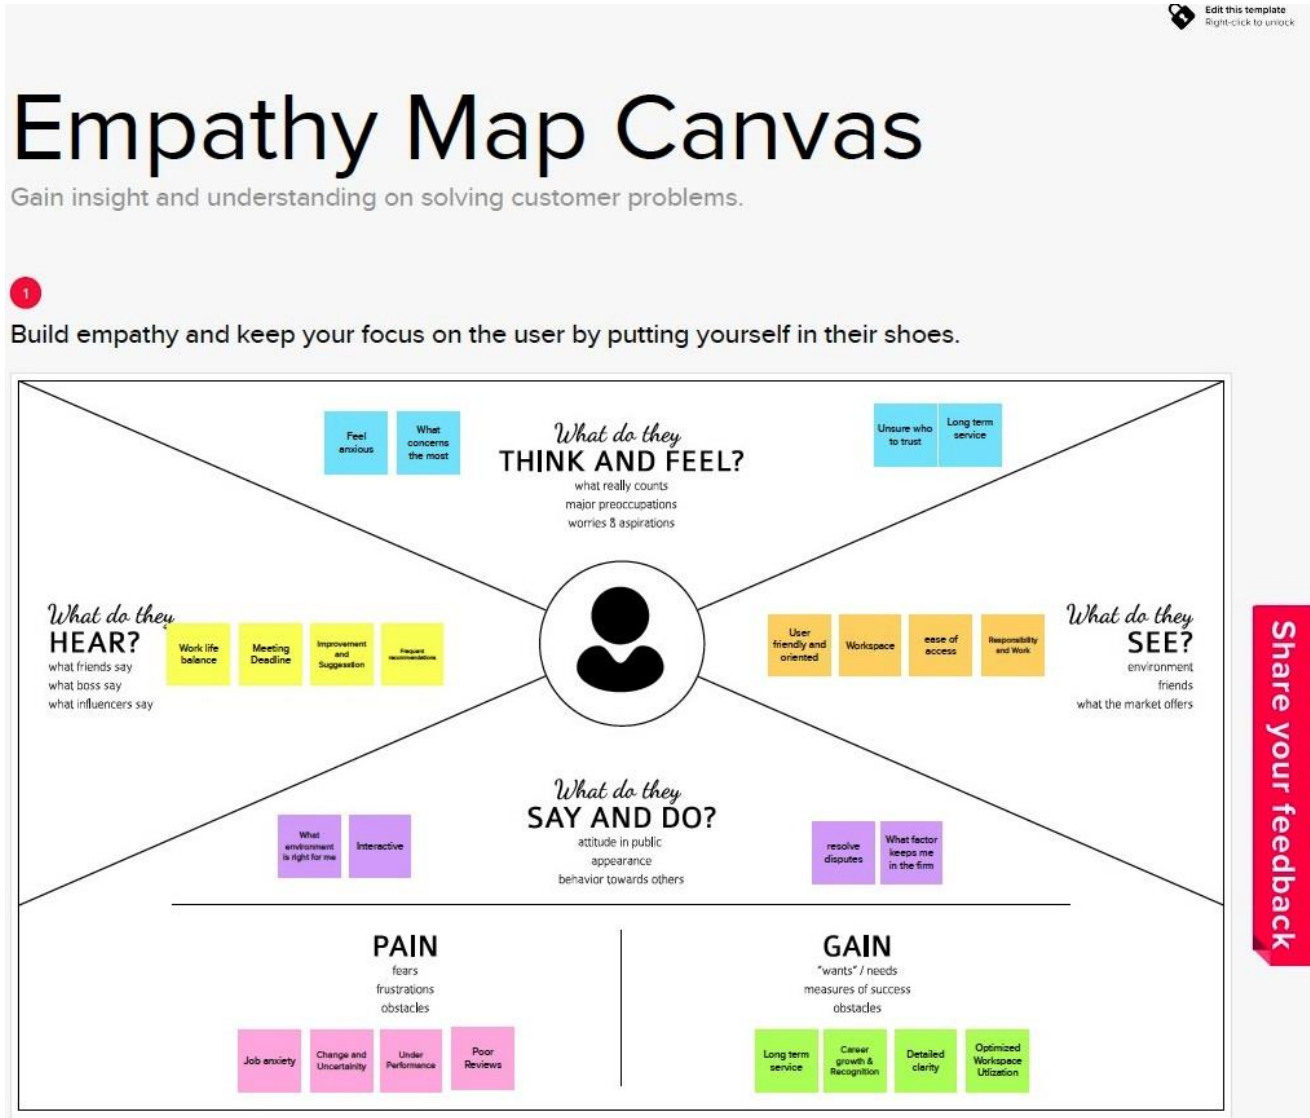 Edit this template
Right-click to unlock
Empathy Map Canvas
Gain insight and understanding on solving customer problems.
1
Build empathy and keep your focus on the user by putting yourself in their shoes.
Feel
anxious
What
concerns
the most
What do they
THINK AND FEEL?
what really counts
major preoccupations
worries & aspirations
Unsure who
to trust
Long term
service
What do they
HEAR?
what friends say
what boss say
what influencers say
Work life
balance
Meeting
Deadline
Improvement
and
Suggesstion
Frequent
recommendations
User
friendly and
oriented
Workspace
ease of
access
Responsibility
and Work
What do they
SEE?
environment
friends
what the market offers
What
environment
is right for me
Interactive
What do they
SAY AND DO?
attitude in public
appearance
behavior towards others
resolve
disputes
What factor
keeps me
in the firm
PAIN
fears
frustrations
obstacles
Job anxiety
Change and
Uncertainity
Under
Performance
Poor
Reviews
GAIN
"wants" / needs
measures of success
obstacles
Long term
service
Career
growth &
Recognition
Detailed
clarity
Optimized
Workspace
Utlization
Share your feedback